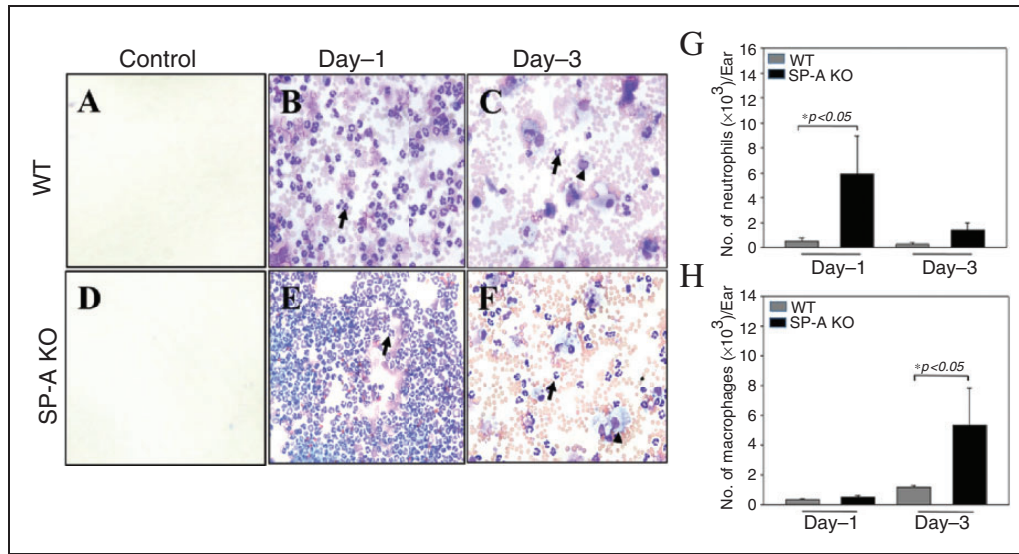 Control Day–1 Day–3
WT
A B C
SP-A KO
D E F
G
No. of neutrophils (×10³)/Ear
16
14
12
10
8
6
4
2
0
WT
SP-A KO
*p<0.05
Day–1 Day–3
H
No. of macrophages (×10³)/Ear
14
12
10
8
6
4
2
0
WT
SP-A KO
*p<0.05
Day–1 Day–3